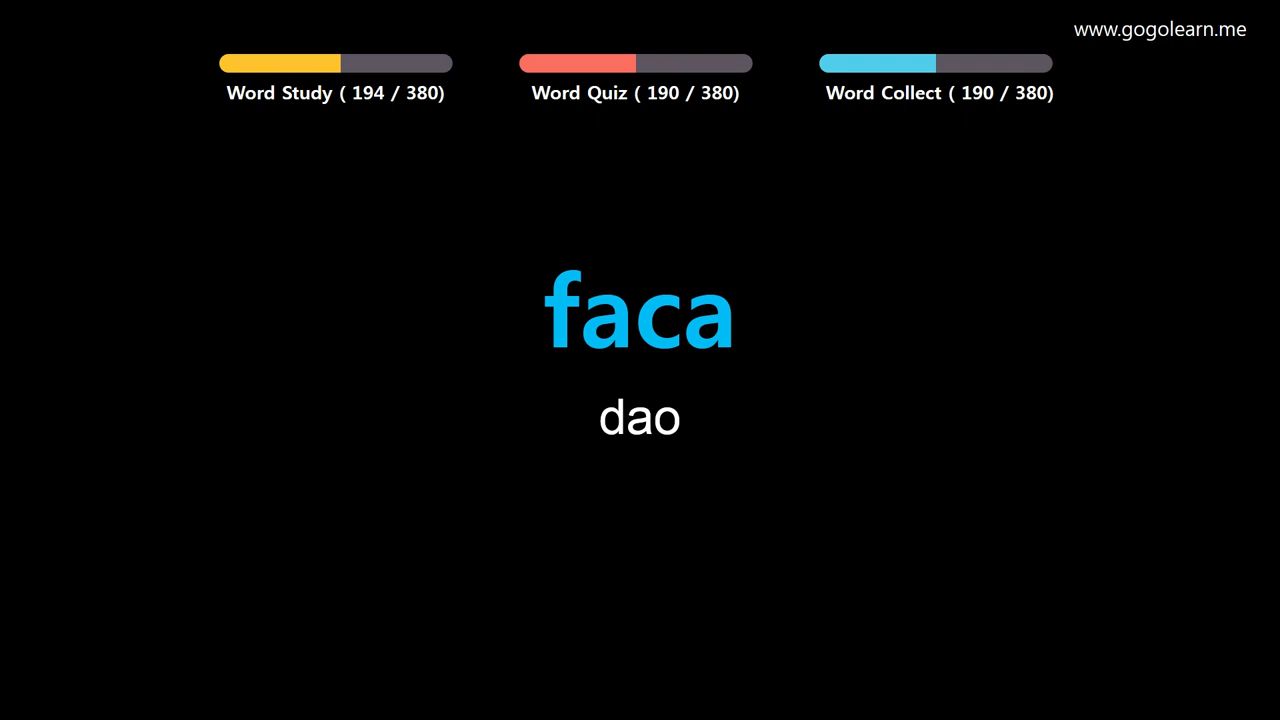 www.gogolearn.me
Word Study ( 194 / 380)
Word Quiz ( 190 / 380)
Word Collect ( 190 / 380)
faca
dao